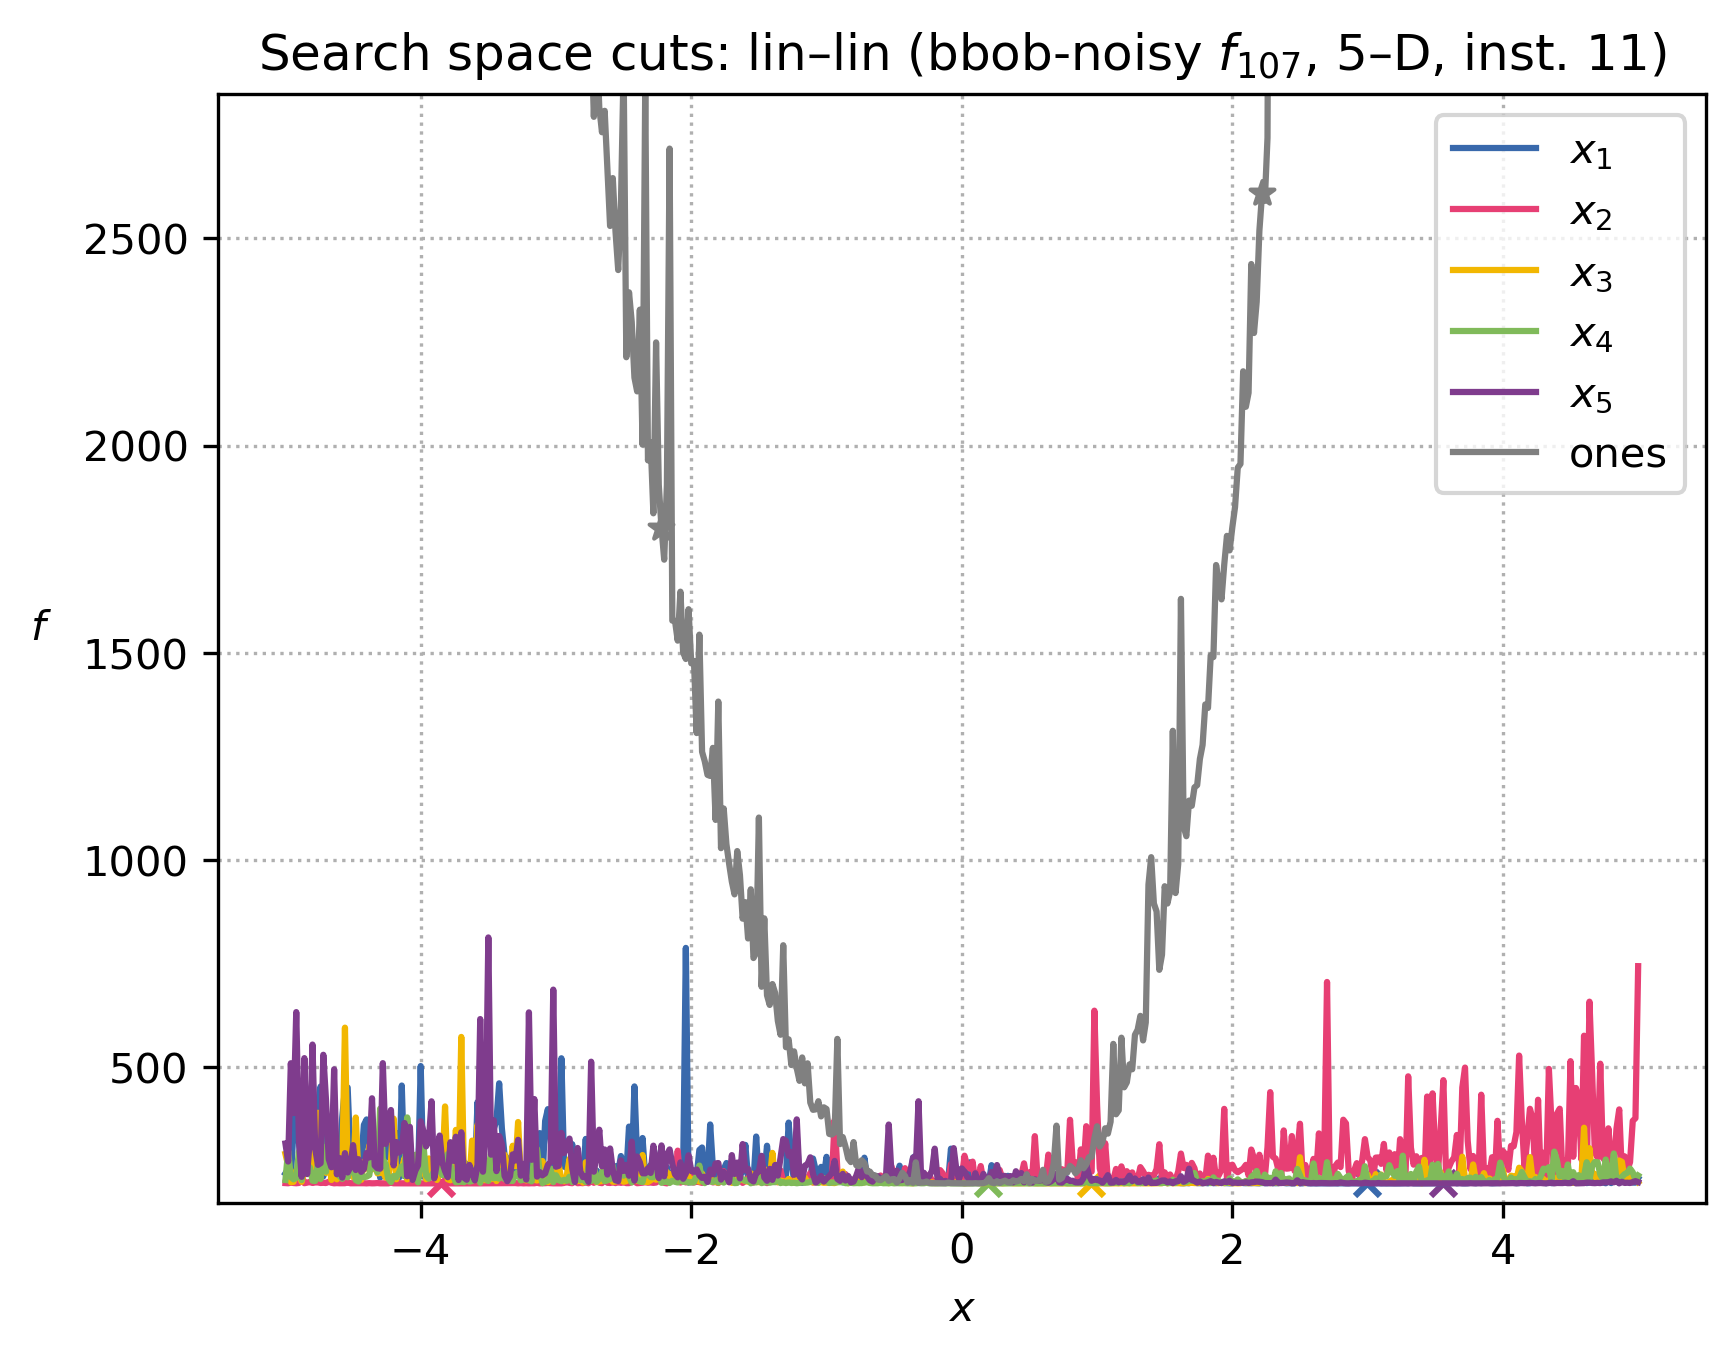 Search space cuts: lin–lin (bbob-noisy f₁₀₇, 5–D, inst. 11)
x₁
x₂
x₃
x₄
x₅
ones
2500
2000
1500
1000
500
f
−4
−2
0
2
4
x